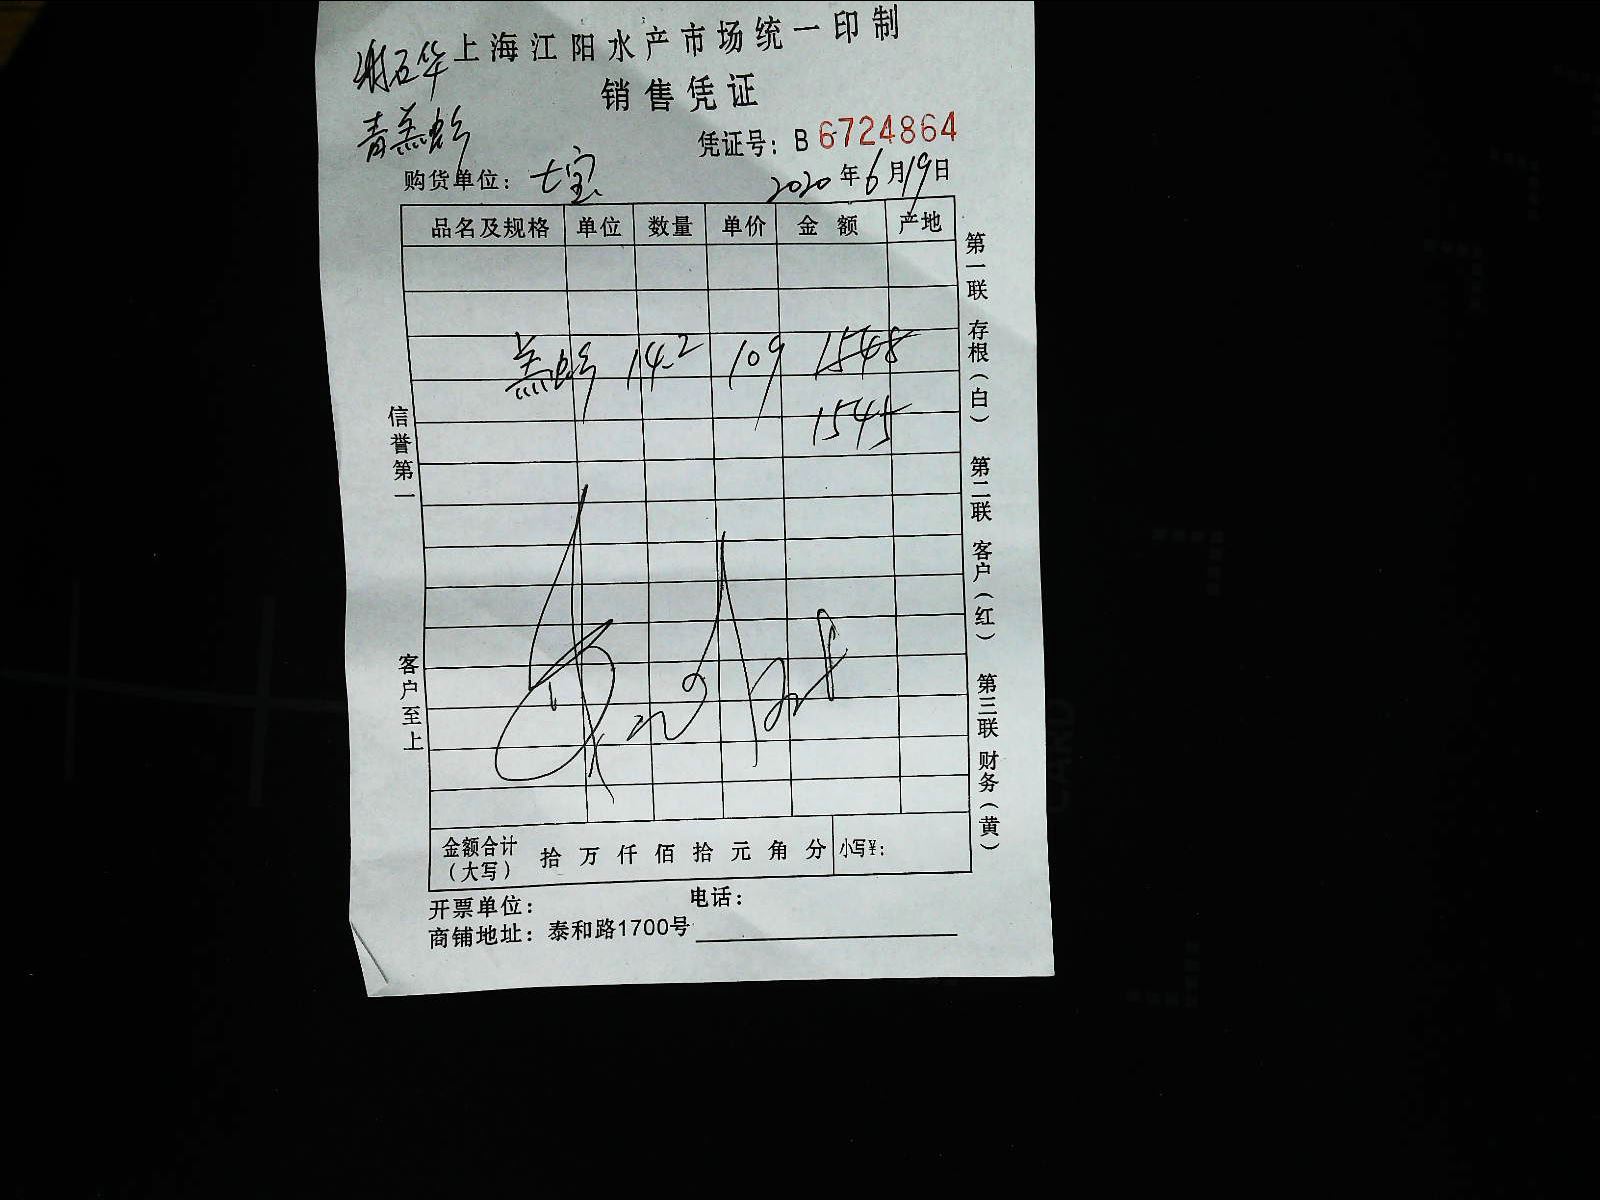 上海江阳水产市场统一印制
销售凭证
凭证号：B 6724864
购货单位：七宝
2020年6月19日
品名及规格 单位 数量 单价 金额 产地
14.2 109 1548
1545
信誉第一
客户至上
第一联 存根（白） 第二联 客户（红） 第三联 财务（黄）
金额合计（大写） 拾 万 仟 佰 拾 元 角 分 小写¥：
开票单位： 电话：
商铺地址：泰和路1700号